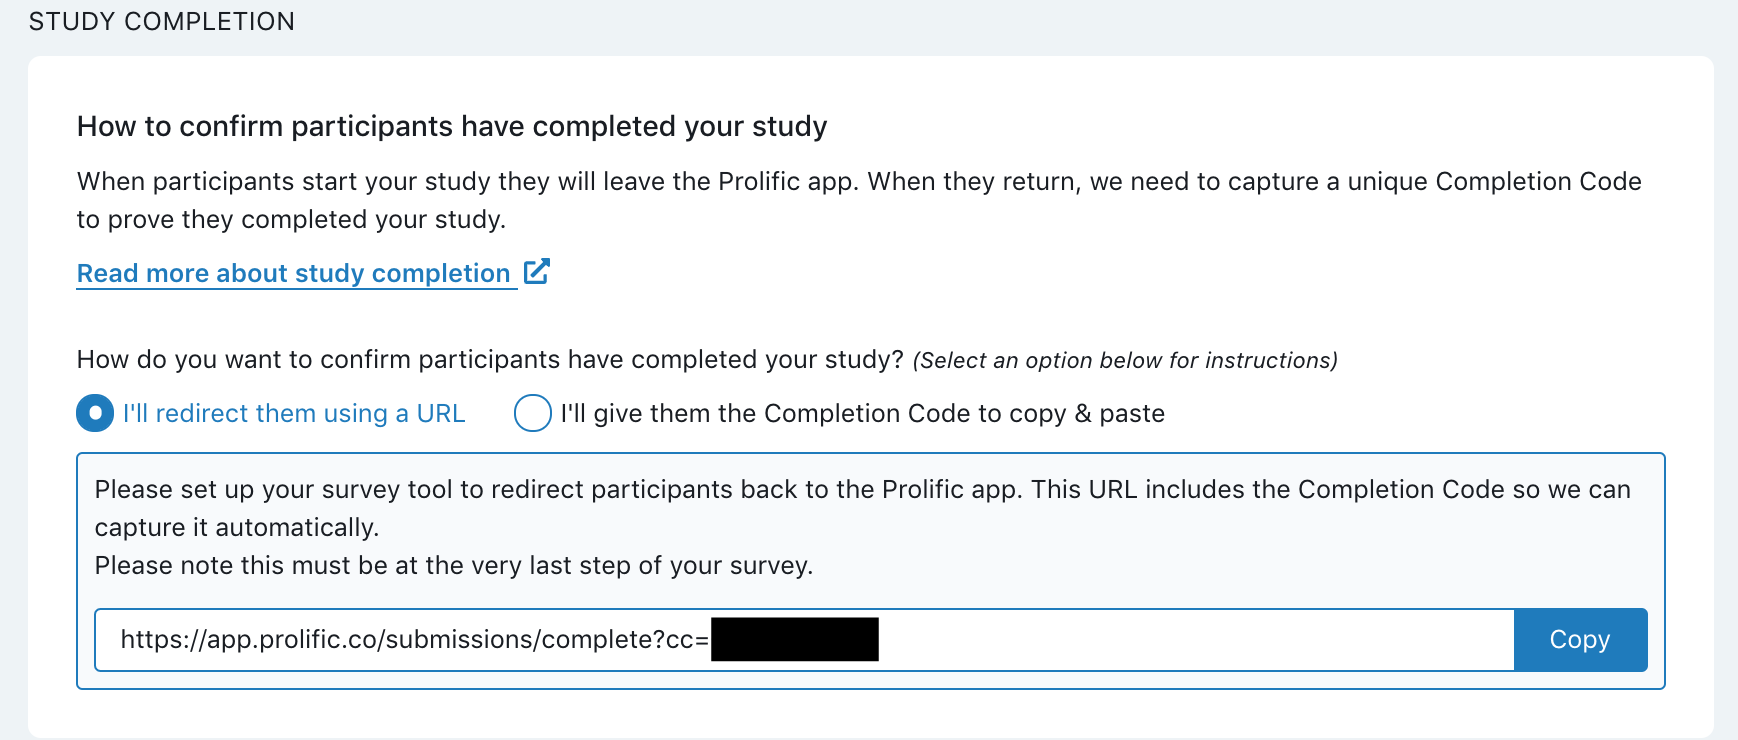 STUDY COMPLETION
How to confirm participants have completed your study
When participants start your study they will leave the Prolific app. When they return, we need to capture a unique Completion Code
to prove they completed your study.
Read more about study completion
How do you want to confirm participants have completed your study? (Select an option below for instructions)
I'll redirect them using a URL I'll give them the Completion Code to copy & paste
Please set up your survey tool to redirect participants back to the Prolific app. This URL includes the Completion Code so we can
capture it automatically.
Please note this must be at the very last step of your survey.
https://app.prolific.co/submissions/complete?cc= Copy